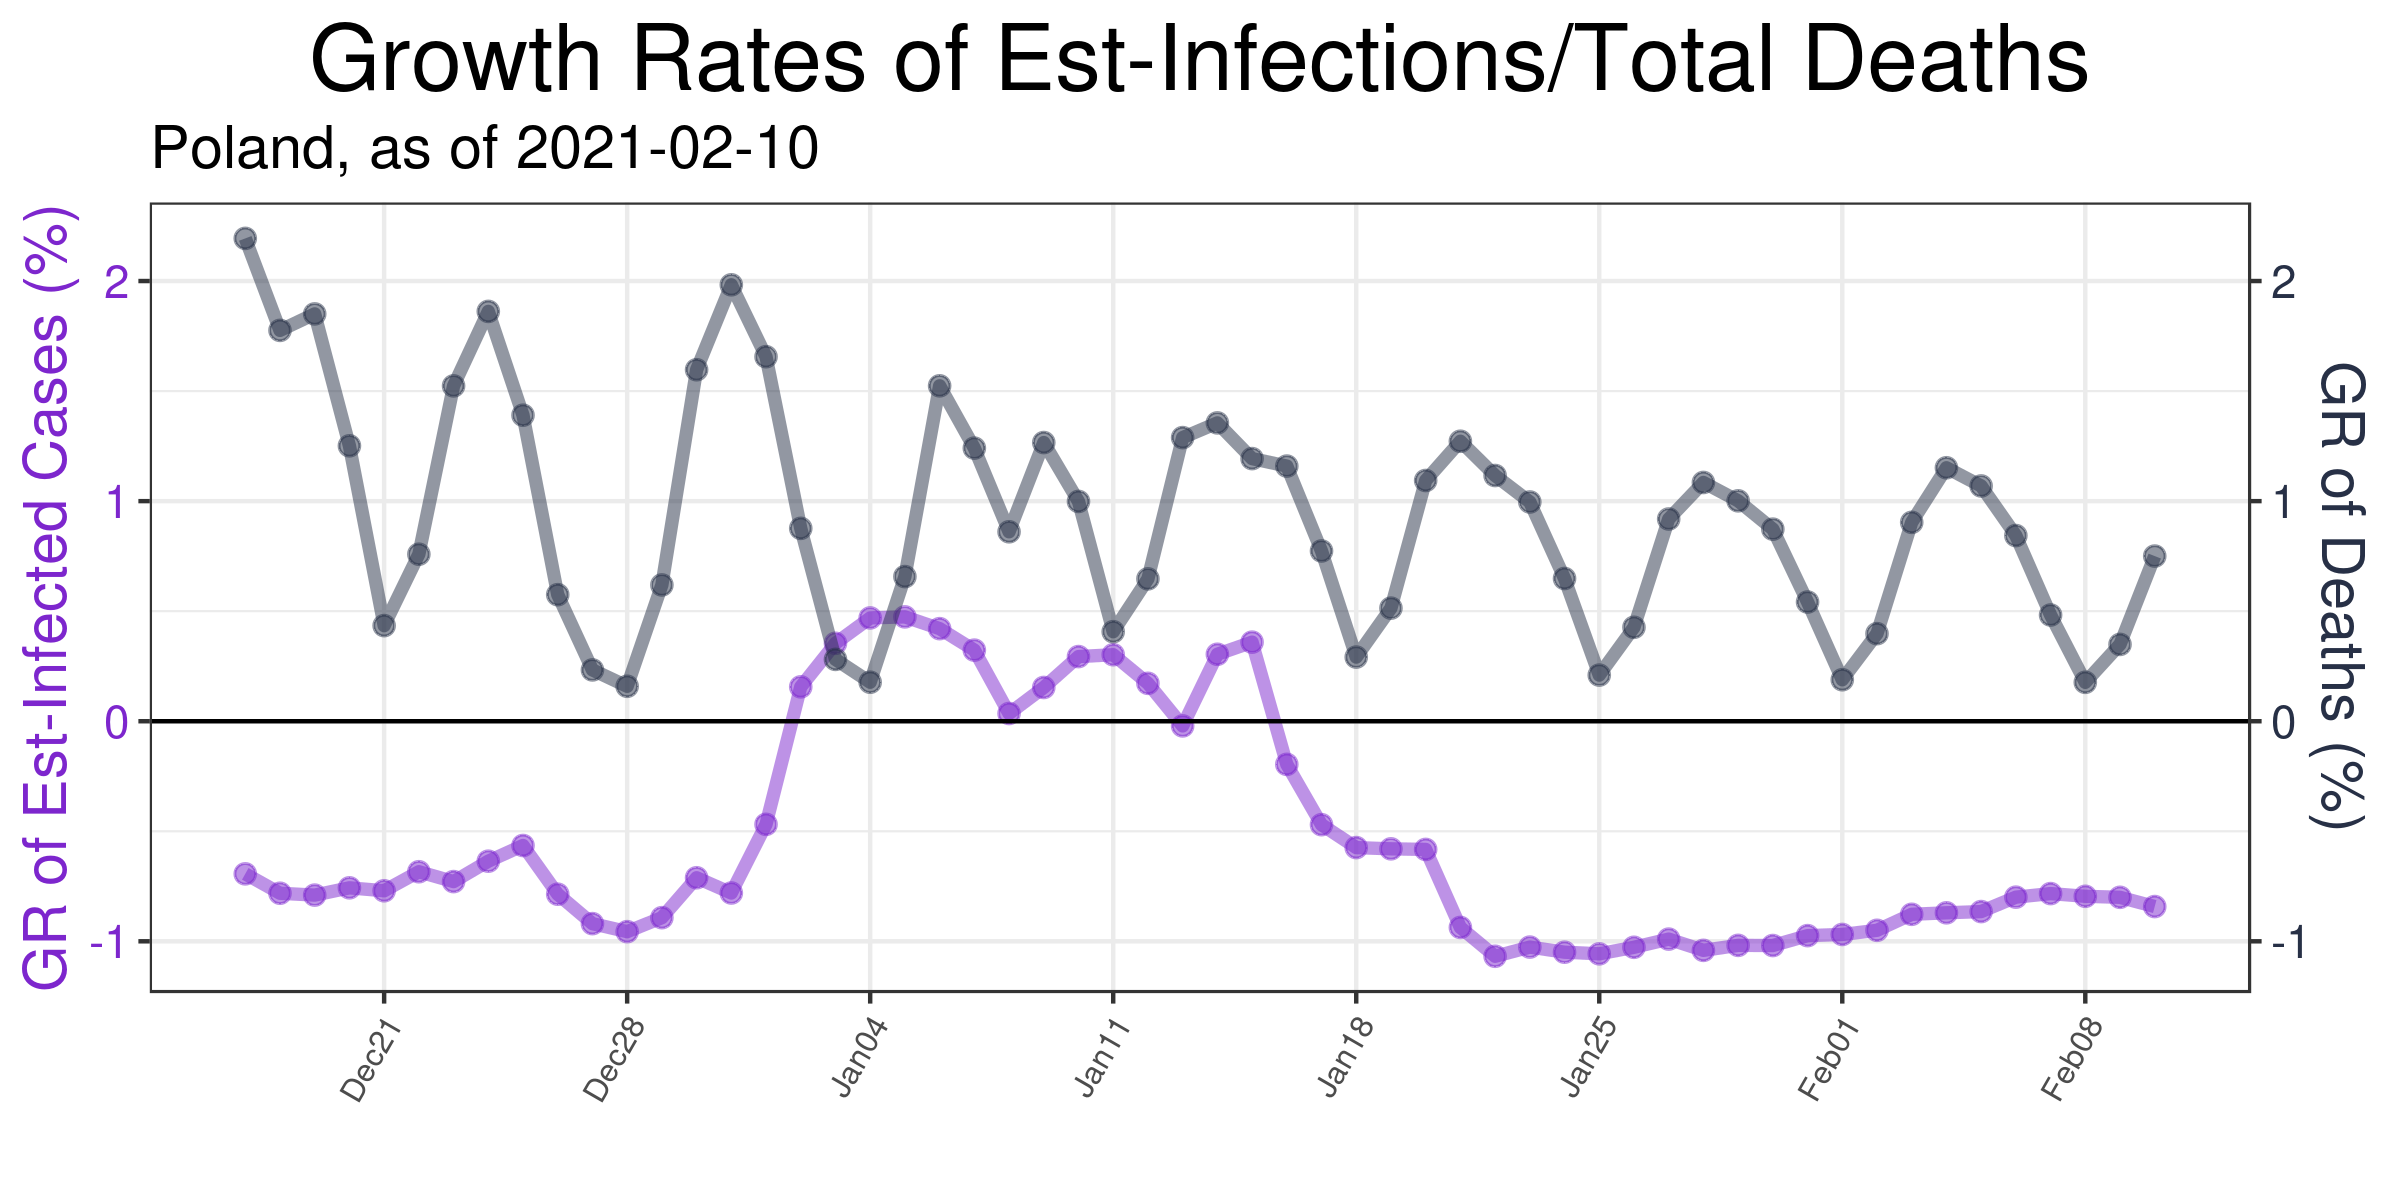 Growth Rates of Est-Infections/Total Deaths
Poland, as of 2021-02-10
GR of Est-Infected Cases (%)
2
1
0
-1
2
1
0
-1
GR of Deaths (%)
Dec21
Dec28
Jan04
Jan11
Jan18
Jan25
Feb01
Feb08